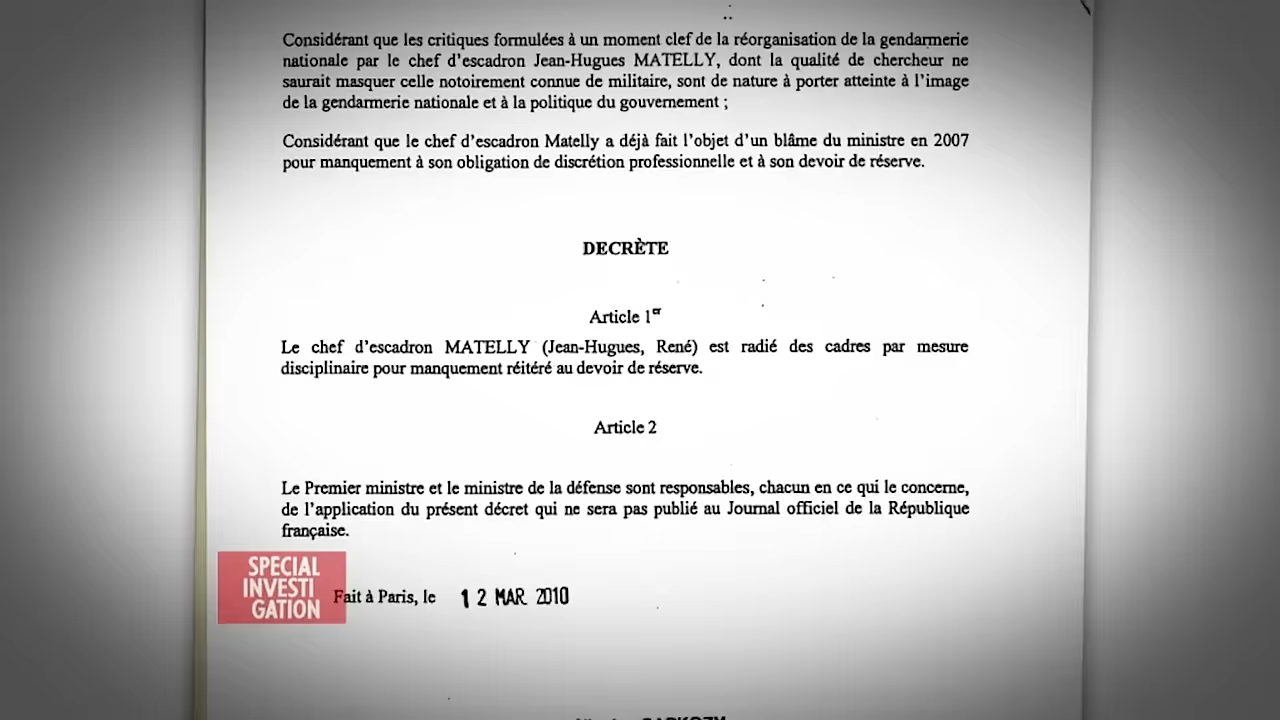 Considérant que les critiques formulées à un moment clef de la réorganisation de la gendarmerie
nationale par le chef d'escadron Jean-Hugues MATELLY, dont la qualité de chercheur ne
saurait masquer celle notoirement connue de militaire, sont de nature à porter atteinte à l'image
de la gendarmerie nationale et à la politique du gouvernement ;
Considérant que le chef d'escadron Matelly a déjà fait l'objet d'un blâme du ministre en 2007
pour manquement à son obligation de discrétion professionnelle et à son devoir de réserve.
DECRÈTE
Article 1er
Le chef d'escadron MATELLY (Jean-Hugues, René) est radié des cadres par mesure
disciplinaire pour manquement réitéré au devoir de réserve.
Article 2
Le Premier ministre et le ministre de la défense sont responsables, chacun en ce qui le concerne,
de l'application du présent décret qui ne sera pas publié au Journal officiel de la République
française.
SPECIAL
INVESTI
GATION
Fait à Paris, le 12 MAR. 2010
SARKOZY